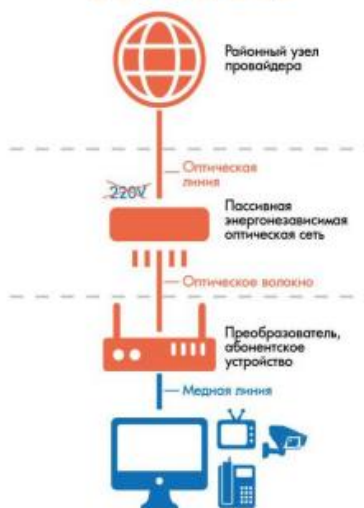 Районный узел
провайдера
Оптическая
линия
220V
Пассивная
энергонезависимая
оптическая сеть
Оптическое волокно
Преобразователь,
абонентское
устройство
Медная линия